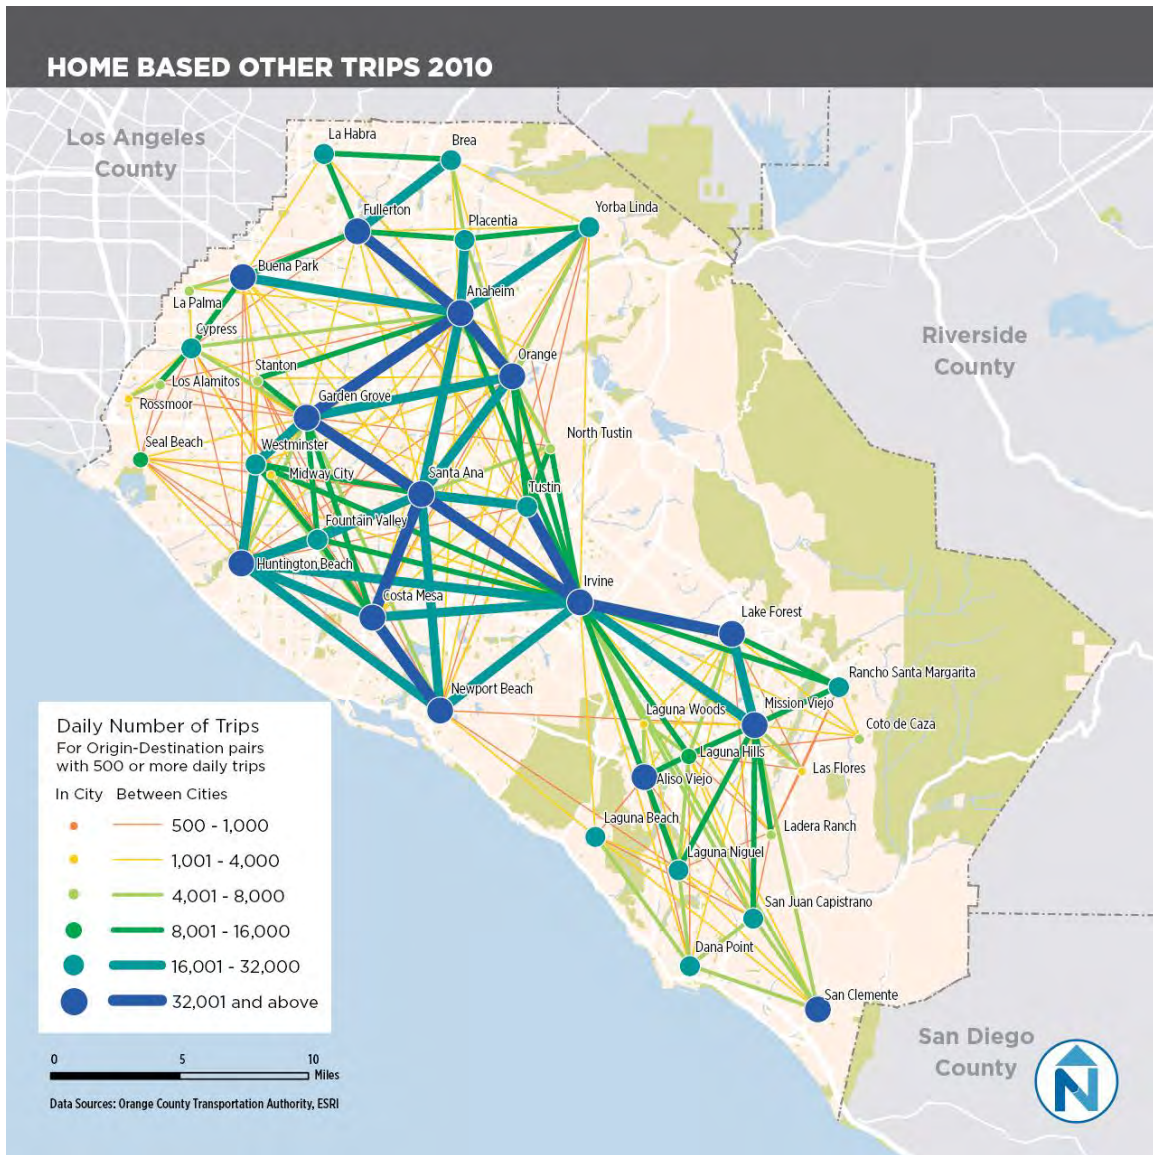 HOME BASED OTHER TRIPS 2010
Los Angeles
County
La Habra
Brea
Fullerton
Placentia
Yorba Linda
Buena Park
Anaheim
La Palma
Cypress
Riverside
County
Stanton
Orange
Los Alamitos
Garden Grove
Rossmoor
Seal Beach
Westminster
North Tustin
Midway City
Santa Ana
Tustin
Fountain Valley
Huntington Beach
Irvine
Costa Mesa
Lake Forest
Rancho Santa Margarita
Newport Beach
Laguna Woods
Mission Viejo
Coto de Caza
Laguna Hills
Las Flores
Aliso Viejo
Laguna Beach
Ladera Ranch
Laguna Niguel
San Juan Capistrano
Dana Point
San Clemente
San Diego
County
Daily Number of Trips
For Origin-Destination pairs
with 500 or more daily trips
In City Between Cities
500 - 1,000
1,001 - 4,000
4,001 - 8,000
8,001 - 16,000
16,001 - 32,000
32,001 and above
0 5 10
Miles
Data Sources: Orange County Transportation Authority, ESRI
N